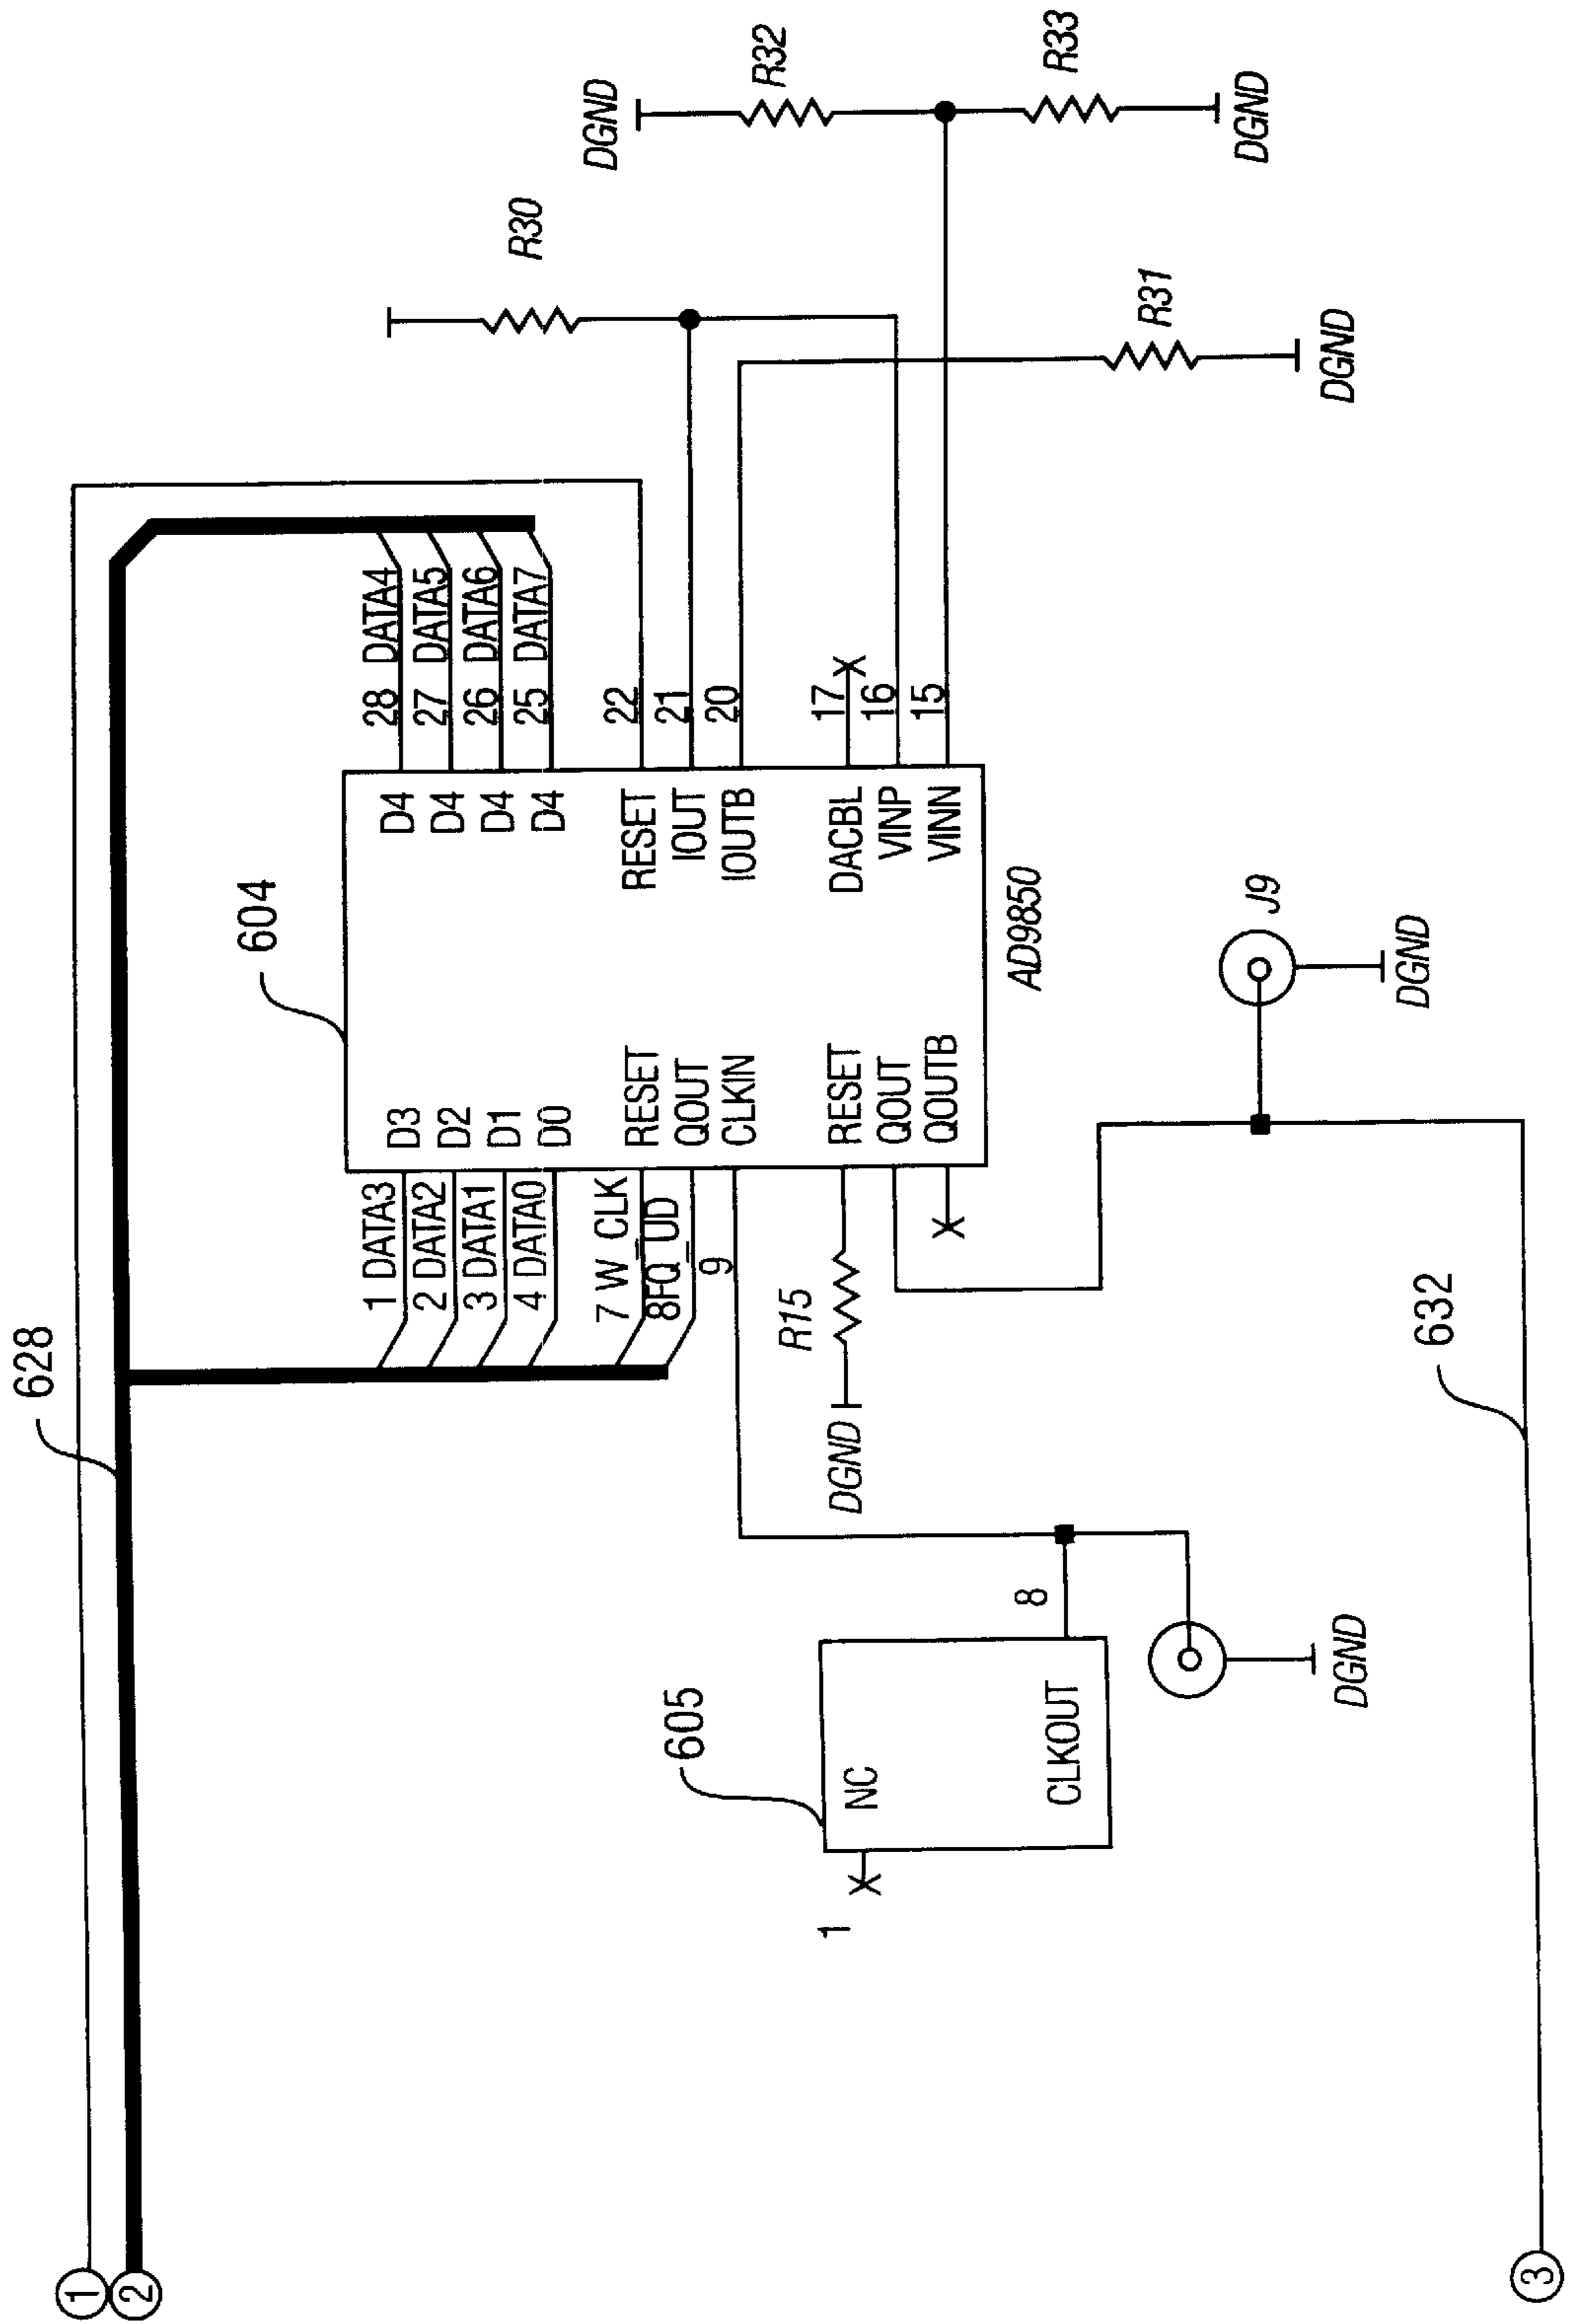 1
2
3
628
632
604
605
1 DATA3
2 DATA2
3 DATA1
4 DATA0
7 W_CLK
8FQ_UD
9
D3
D2
D1
D0
RESET
QOUT
CLKIN
RESET
QOUT
QOUTB
D4
D4
D4
D4
RESET
IOUT
IOUTB
DACBL
VINP
VINN
AD9850
28 DATA4
27 DATA5
26 DATA6
25 DATA7
22
21
20
17
16
15
X
R30
DGND
R32
R33
DGND
R31
DGND
R15
DGND
X
J9
DGND
1
X
NC
CLKOUT
8
DGND